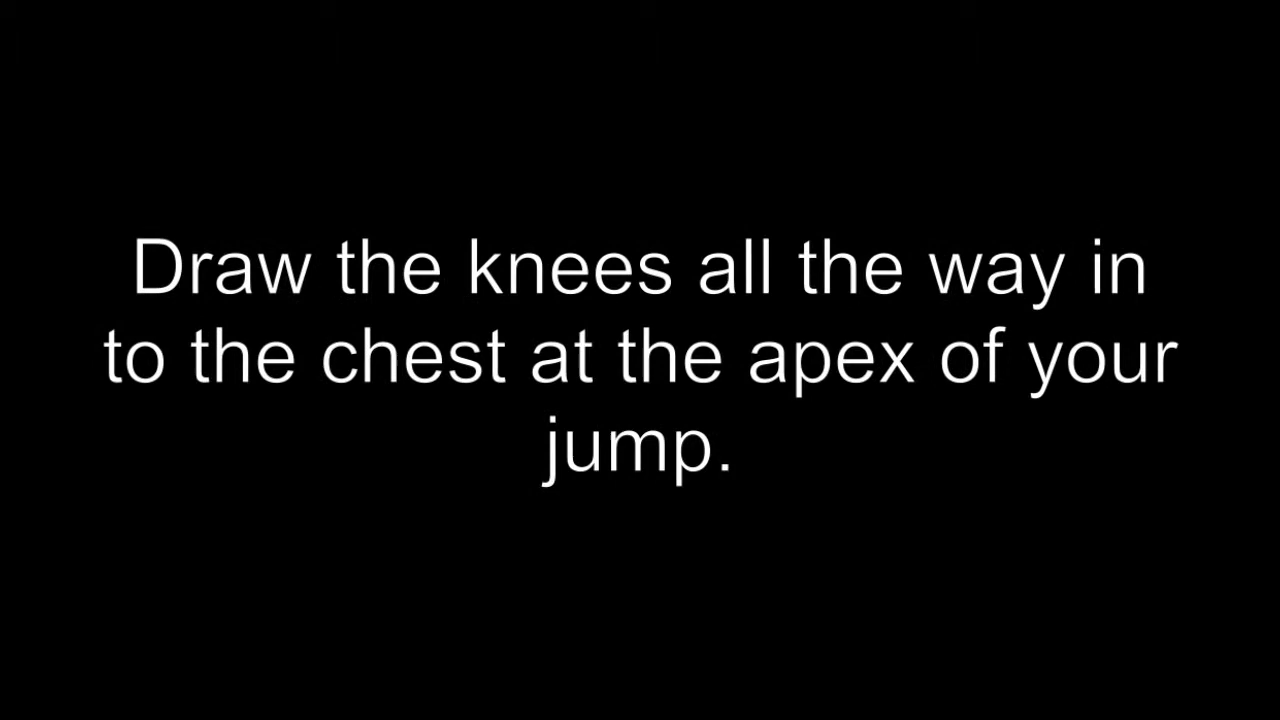 Draw the knees all the way in
to the chest at the apex of your
jump.